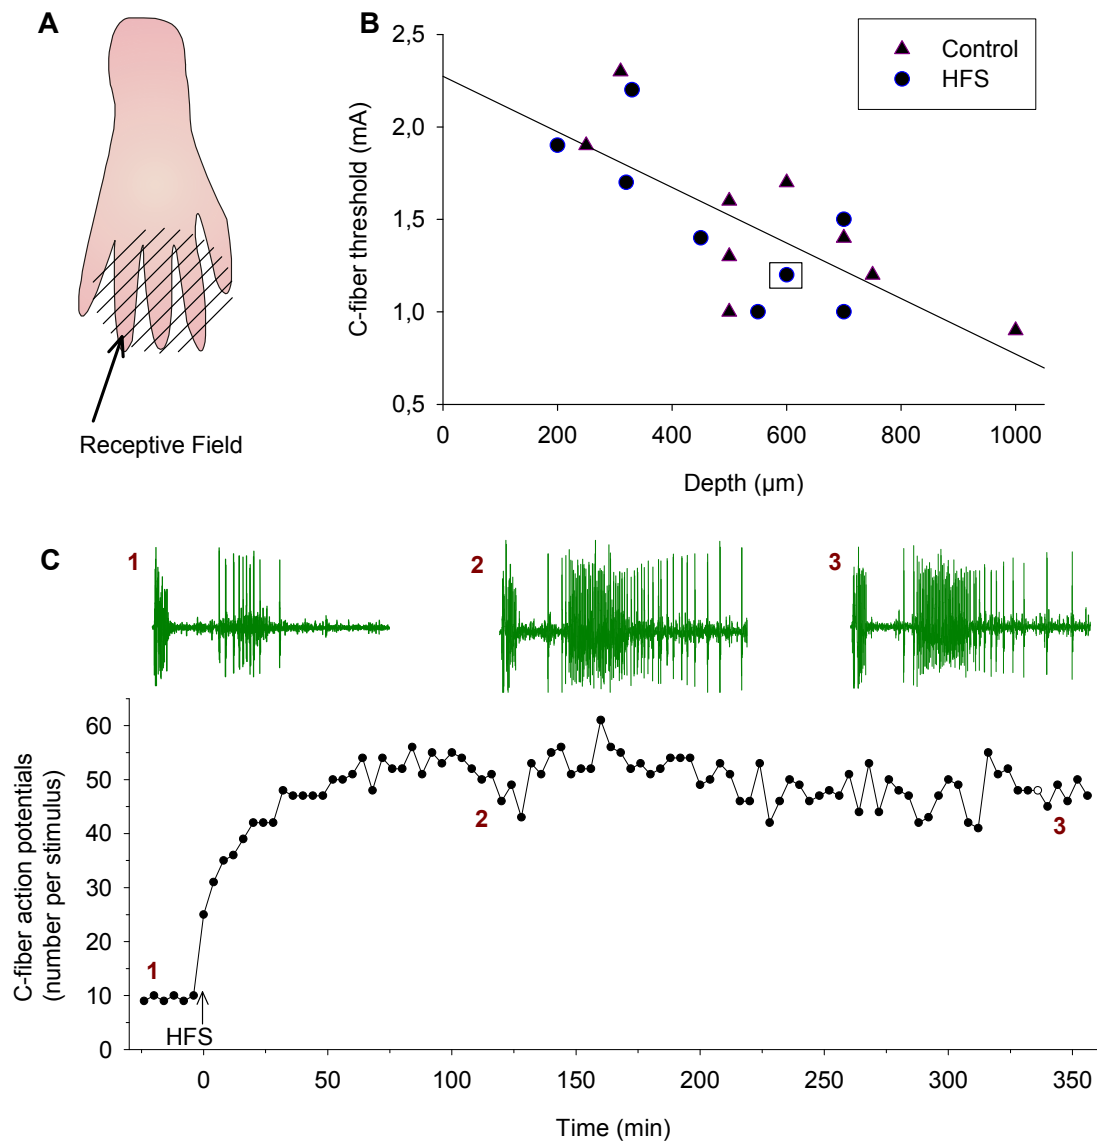 A
Receptive Field
B
C-fiber threshold (mA)
2,5
2,0
1,5
1,0
0,5
0 200 400 600 800 1000
Depth (µm)
Control
HFS
C
1
2
3
C-fiber action potentials
(number per stimulus)
60
50
40
30
20
10
0
1
2
3
HFS
0 50 100 150 200 250 300 350
Time (min)